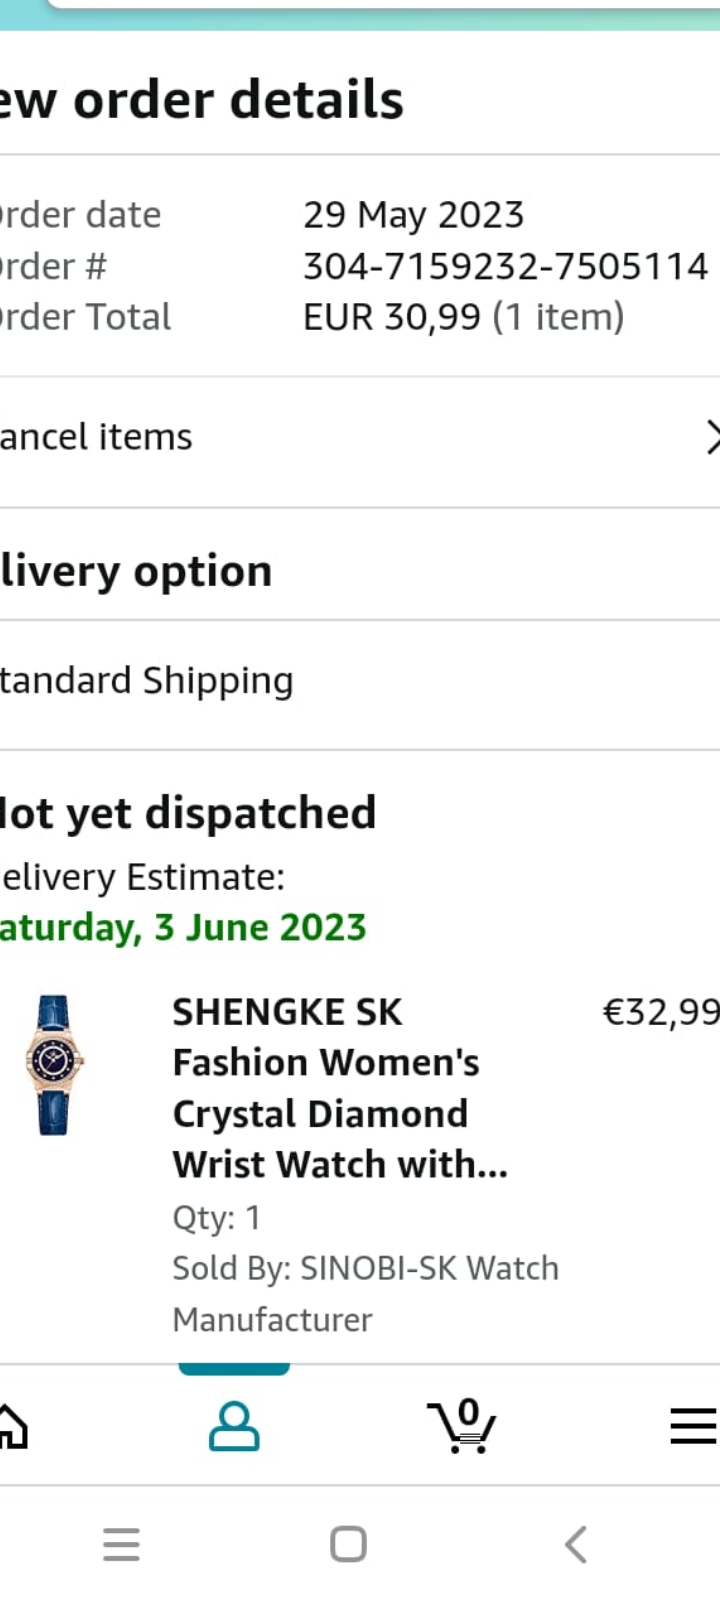 ew order details
rder date 29 May 2023
rder # 304-7159232-7505114
rder Total EUR 30,99 (1 item)
ancel items
livery option
tandard Shipping
ot yet dispatched
elivery Estimate:
aturday, 3 June 2023
SHENGKE SK €32,99
Fashion Women's
Crystal Diamond
Wrist Watch with...
Qty: 1
Sold By: SINOBI-SK Watch
Manufacturer
0